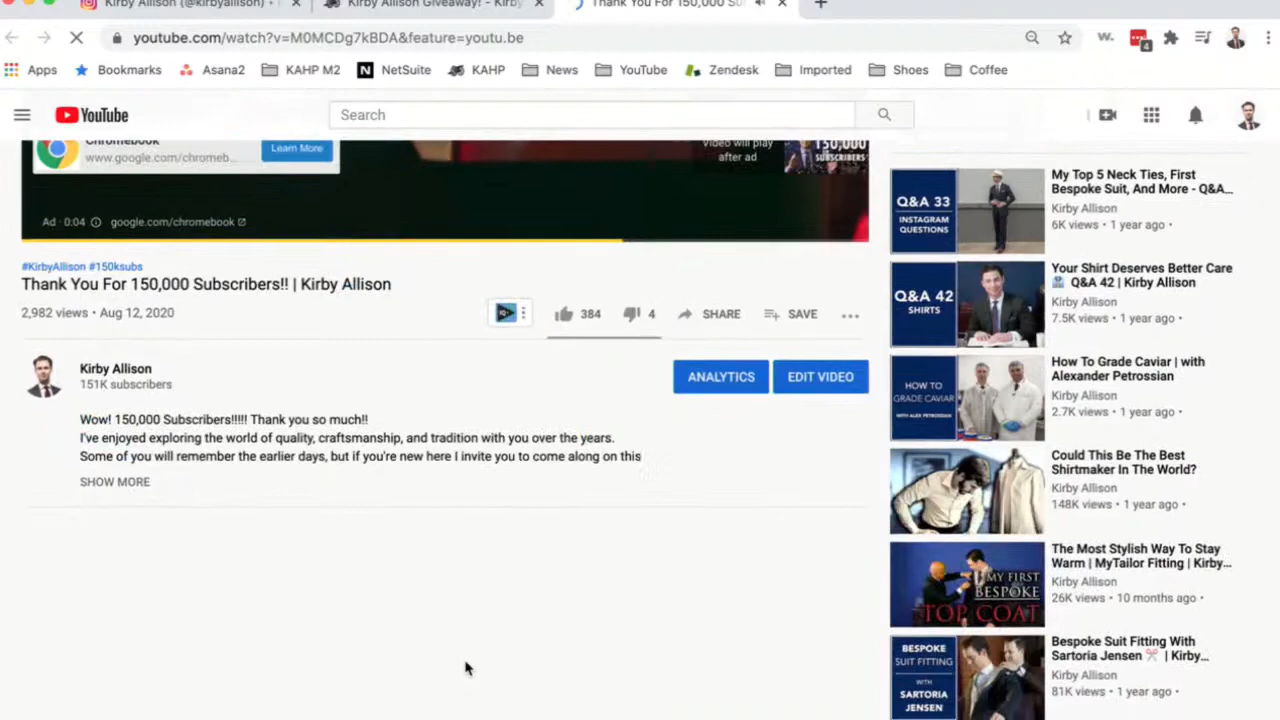 Kirby Allison (@kirbyallison) •
Kirby Allison Giveaway! - Kirby
Thank You For 150,000 Su
youtube.com/watch?v=M0MCDg7kBDA&feature=youtu.be
W.
4
Apps
Bookmarks
Asana2
KAHP M2
N NetSuite
KAHP
News
YouTube
Zendesk
Imported
Shoes
Coffee
YouTube
Search
Chromebook
www.google.com/chromeb...
Learn More
Video will play
after ad
150,000
SUBSCRIBERS
Ad · 0:04
google.com/chromebook
#KirbyAllison #150ksubs
Thank You For 150,000 Subscribers!! | Kirby Allison
2,982 views • Aug 12, 2020
384
4
SHARE
SAVE
Kirby Allison
151K subscribers
ANALYTICS
EDIT VIDEO
Wow! 150,000 Subscribers!!!!! Thank you so much!!
I've enjoyed exploring the world of quality, craftsmanship, and tradition with you over the years.
Some of you will remember the earlier days, but if you're new here I invite you to come along on this
SHOW MORE
Q&A 33
INSTAGRAM
QUESTIONS
My Top 5 Neck Ties, First
Bespoke Suit, And More - Q&A...
Kirby Allison
6K views • 1 year ago •
Q&A 42
SHIRTS
Your Shirt Deserves Better Care
Q&A 42 | Kirby Allison
Kirby Allison
7.5K views • 1 year ago •
HOW TO
GRADE CAVIAR
WITH ALEX PETROSSIAN
How To Grade Caviar | with
Alexander Petrossian
Kirby Allison
2.7K views • 1 year ago •
Could This Be The Best
Shirtmaker In The World?
Kirby Allison
148K views • 1 year ago •
MY FIRST
BESPOKE
TOP COAT
The Most Stylish Way To Stay
Warm | MyTailor Fitting | Kirby...
Kirby Allison
26K views • 10 months ago •
BESPOKE
SUIT FITTING
WITH
SARTORIA
JENSEN
Bespoke Suit Fitting With
Sartoria Jensen ✂️ | Kirby...
Kirby Allison
81K views • 1 year ago •